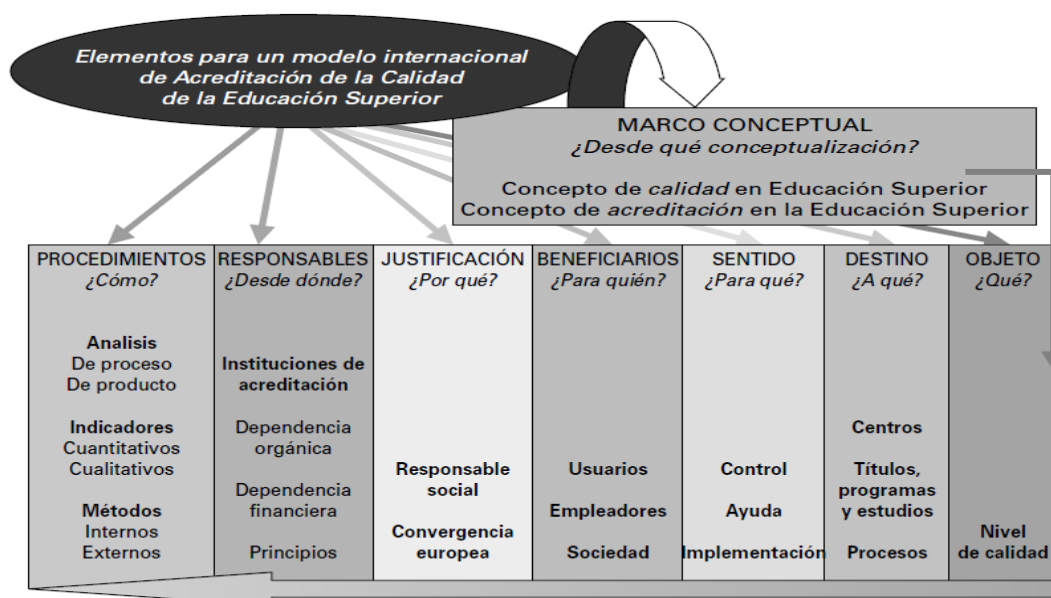 Elementos para un modelo internacional
de Acreditación de la Calidad
de la Educación Superior
MARCO CONCEPTUAL
¿Desde qué conceptualización?
Concepto de calidad en Educación Superior
Concepto de acreditación en la Educación Superior
PROCEDIMIENTOS
¿Cómo?
Analisis
De proceso
De producto
Indicadores
Cuantitativos
Cualitativos
Métodos
Internos
Externos
RESPONSABLES
¿Desde dónde?
Instituciones de
acreditación
Dependencia
orgánica
Dependencia
financiera
Principios
JUSTIFICACIÓN
¿Por qué?
Responsable
social
Convergencia
europea
BENEFICIARIOS
¿Para quién?
Usuarios
Empleadores
Sociedad
SENTIDO
¿Para qué?
Control
Ayuda
Implementación
DESTINO
¿A qué?
Centros
Títulos,
programas
y estudios
Procesos
OBJETO
¿Qué?
Nivel
de calidad